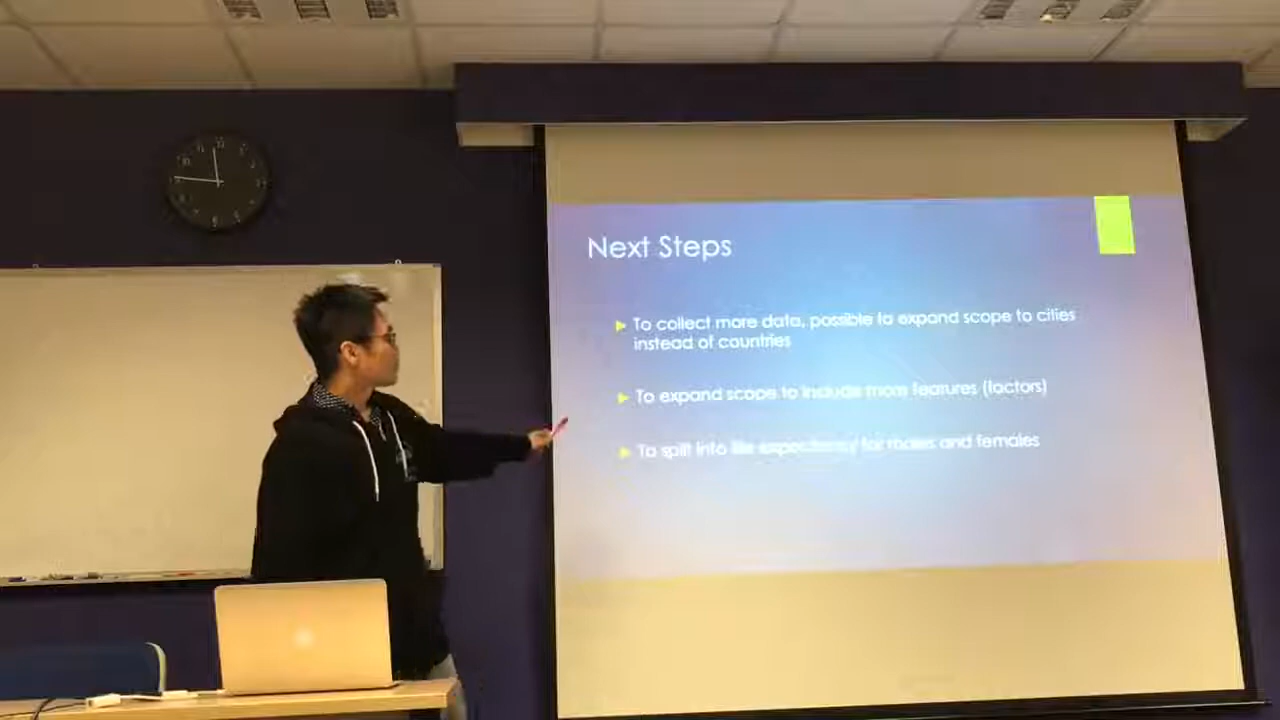 Next Steps
To collect more data, possible to expand scope to cities
instead of countries
To expand scope to include more features (factors)
To split into life expectancy for males and females